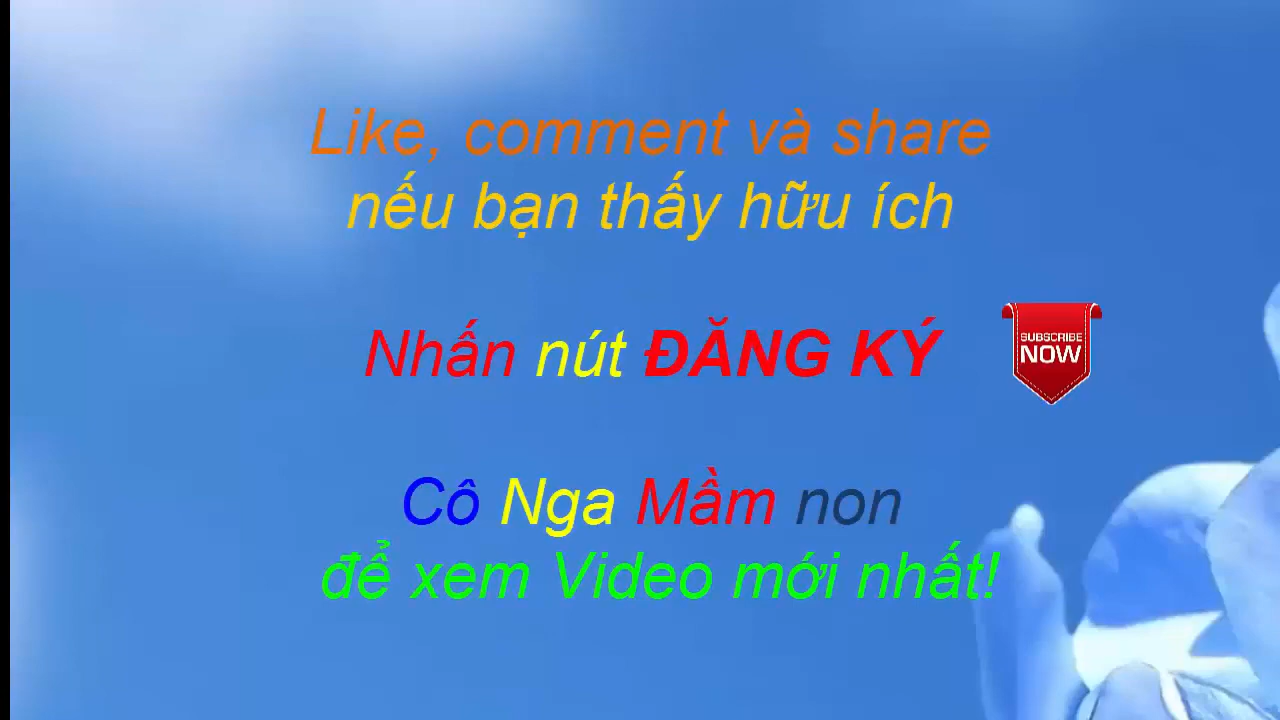 Like, comment và share
nếu bạn thấy hữu ích
Nhấn nút ĐĂNG KÝ
SUBSCRIBE
NOW
Cô Nga Mầm non
để xem Video mới nhất!